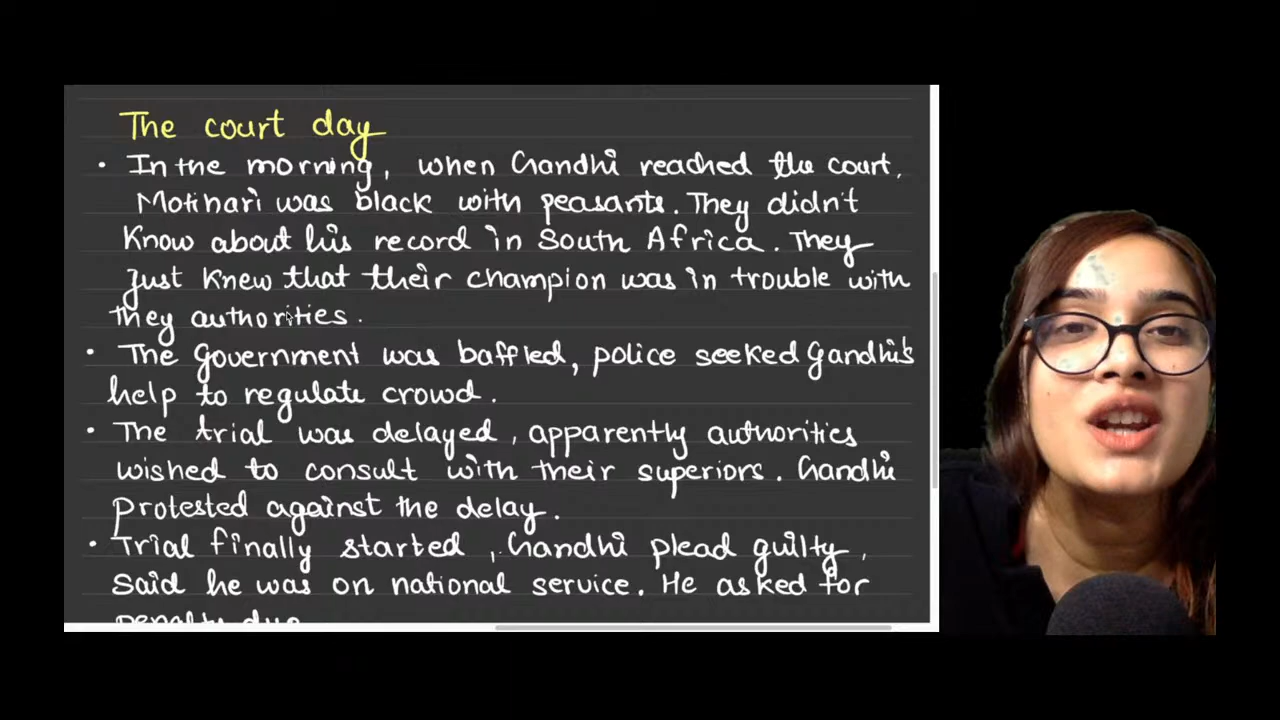 The court day
• In the morning, when Gandhi reached the court,
Motihari was black with peasants. They didn't
Know about his record in South Africa. They
Just Knew that their champion was in trouble with
they authorities.
• The Government was baffled, police seeked Gandhi's
help to regulate crowd.
• The trial was delayed, apparently authorities
wished to consult with their superiors. Gandhi
Protested against the delay.
• Trial finally started, Gandhi plead guilty,
said he was on national service. He asked for
penalty due